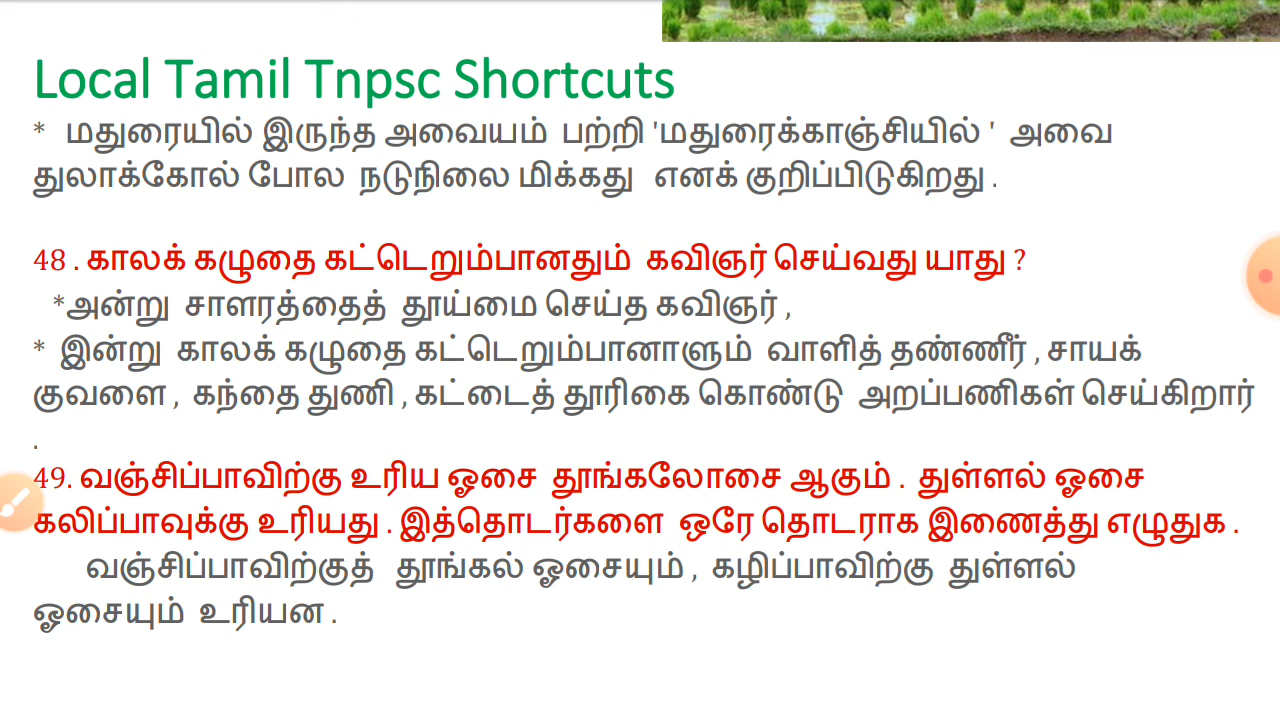 Local Tamil Tnpsc Shortcuts
* மதுரையில் இருந்த அவையம் பற்றி 'மதுரைக்காஞ்சியில் ' அவை
துலாக்கோல் போல நடுநிலை மிக்கது எனக் குறிப்பிடுகிறது .
48 . காலக் கழுதை கட்டெறும்பானதும் கவிஞர் செய்வது யாது ?
*அன்று சாளரத்தைத் தூய்மை செய்த கவிஞர் ,
* இன்று காலக் கழுதை கட்டெறும்பானாளும் வாளித் தண்ணீர் , சாயக்
குவளை , கந்தை துணி , கட்டைத் தூரிகை கொண்டு அறப்பணிகள் செய்கிறார்
.
49. வஞ்சிப்பாவிற்கு உரிய ஓசை தூங்கலோசை ஆகும் . துள்ளல் ஓசை
கலிப்பாவுக்கு உரியது . இத்தொடர்களை ஒரே தொடராக இணைத்து எழுதுக .
வஞ்சிப்பாவிற்குத் தூங்கல் ஓசையும் , கழிப்பாவிற்கு துள்ளல்
ஓசையும் உரியன .